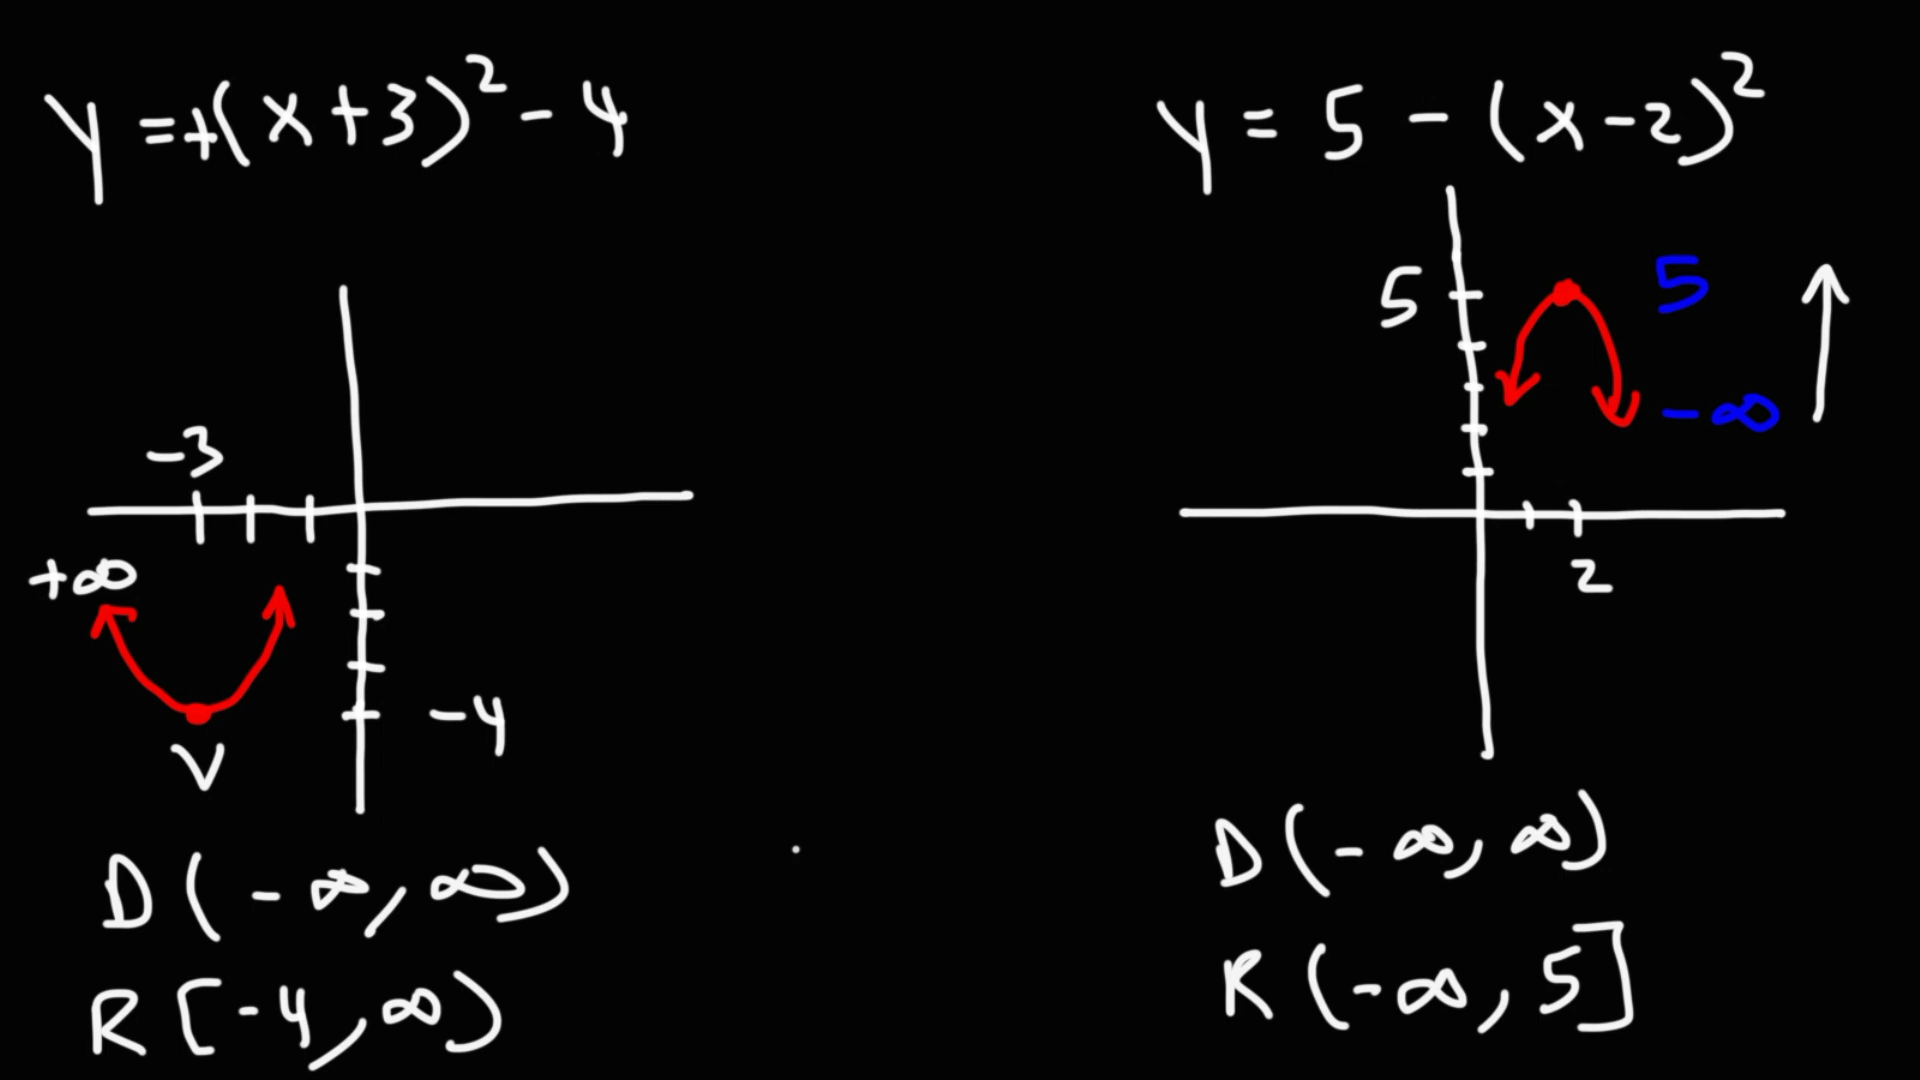 y = +(x + 3)² - 4
-3
+∞
-4
V
D (-∞, ∞)
R [-4, ∞)
y = 5 - (x - 2)²
5
5
-∞
2
D (-∞, ∞)
R (-∞, 5]